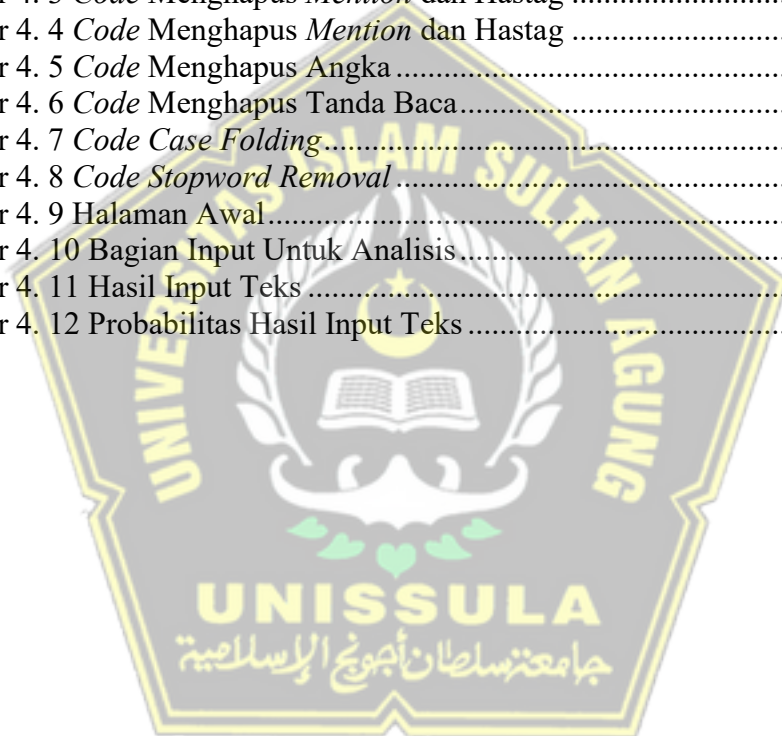 r 4. 3 Code Menghapus Mention dan Hastag ....................
r 4. 4 Code Menghapus Mention dan Hastag ....................
r 4. 5 Code Menghapus Angka ....................
r 4. 6 Code Menghapus Tanda Baca ....................
r 4. 7 Code Case Folding ....................
r 4. 8 Code Stopword Removal ....................
r 4. 9 Halaman Awal ....................
r 4. 10 Bagian Input Untuk Analisis ....................
r 4. 11 Hasil Input Teks ....................
r 4. 12 Probabilitas Hasil Input Teks ....................
UNIVERSITAS ISLAM SULTAN AGUNG
UNISSULA
جامعة سلطان أجونج الإسلامية